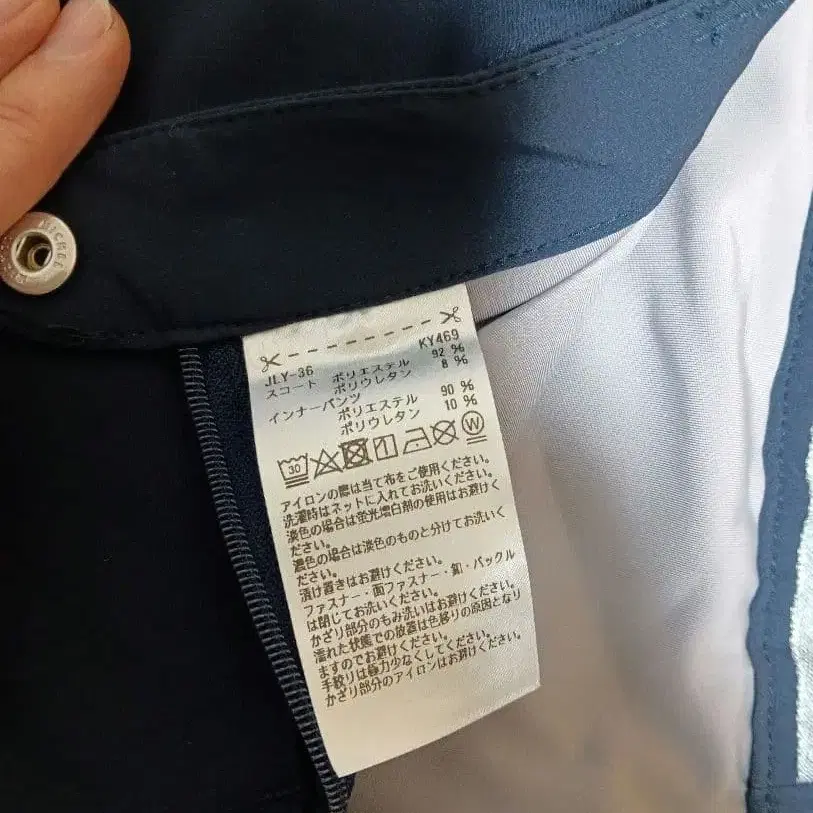 MICHEL
JLY-36 KY469
スコート ポリエステル 92 %
ポリウレタン 8 %
インナーパンツ
ポリエステル 90 %
ポリウレタン 10 %
30 W
アイロンの際は当て布をご使用ください。
洗濯時はネットに入れてお洗いください。
淡色の場合は蛍光増白剤の使用はお避けく
ださい。
濃色の場合は淡色のものと分けてお洗いく
ださい。
漬け置きはお避けください。
ファスナー・面ファスナー・釦・バックル
は閉じてお洗いください。
かざり部分のもみ洗いはお避けください。
濡れた状態での放置は色移りの原因となり
ますのでお避けください。
手絞りは極力少なくしてください。
かざり部分のアイロンはお避けください。